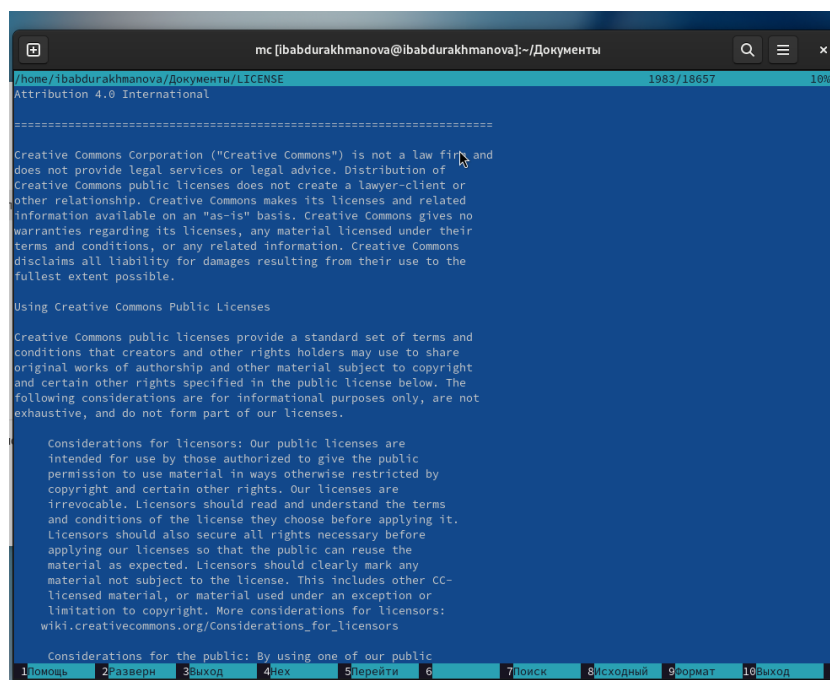 mc [ibabdurakhmanova@ibabdurakhmanova]:~/Документы
/home/ibabdurakhmanova/Документы/LICENSE 1983/18657 10%
Attribution 4.0 International
=======================================================================
Creative Commons Corporation ("Creative Commons") is not a law firm and
does not provide legal services or legal advice. Distribution of
Creative Commons public licenses does not create a lawyer-client or
other relationship. Creative Commons makes its licenses and related
information available on an "as-is" basis. Creative Commons gives no
warranties regarding its licenses, any material licensed under their
terms and conditions, or any related information. Creative Commons
disclaims all liability for damages resulting from their use to the
fullest extent possible.
Using Creative Commons Public Licenses
Creative Commons public licenses provide a standard set of terms and
conditions that creators and other rights holders may use to share
original works of authorship and other material subject to copyright
and certain other rights specified in the public license below. The
following considerations are for informational purposes only, are not
exhaustive, and do not form part of our licenses.
Considerations for licensors: Our public licenses are
intended for use by those authorized to give the public
permission to use material in ways otherwise restricted by
copyright and certain other rights. Our licenses are
irrevocable. Licensors should read and understand the terms
and conditions of the license they choose before applying it.
Licensors should also secure all rights necessary before
applying our licenses so that the public can reuse the
material as expected. Licensors should clearly mark any
material not subject to the license. This includes other CC-
licensed material, or material used under an exception or
limitation to copyright. More considerations for licensors:
wiki.creativecommons.org/Considerations_for_licensors
Considerations for the public: By using one of our public
1Помощь 2Разверн 3Выход 4Hex 5Перейти 6 7Поиск 8Исходный 9Формат 10Выход